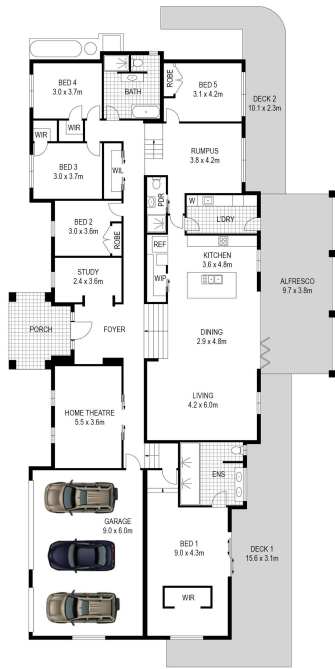 BED 4
3.0 x 3.7m
BATH
ROBE
BED 5
3.1 x 4.2m
DECK 2
10.1 x 2.3m
WIR
WIR
RUMPUS
3.8 x 4.2m
BED 3
3.0 x 3.7m
WIL
PDR
W
L'DRY
BED 2
3.0 x 3.6m
ROBE
REF
KITCHEN
3.6 x 4.8m
WIP
STUDY
2.4 x 3.6m
ALFRESCO
9.7 x 3.8m
PORCH
FOYER
DINING
2.9 x 4.8m
LIVING
4.2 x 6.0m
HOME THEATRE
5.5 x 3.6m
ENS
GARAGE
9.0 x 6.0m
BED 1
9.0 x 4.3m
DECK 1
15.6 x 3.1m
WIR